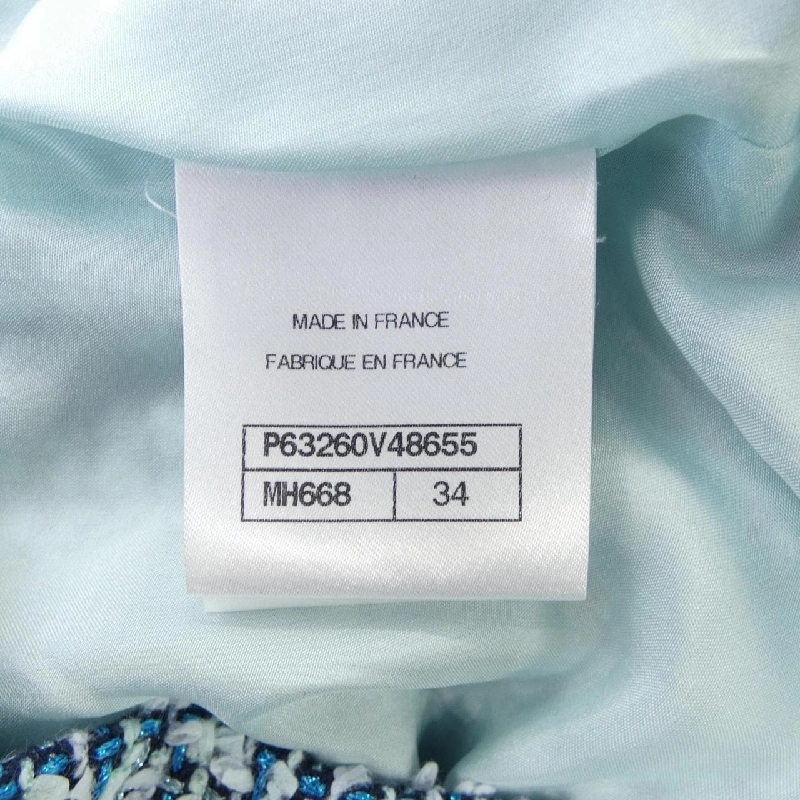 MADE IN FRANCE
FABRIQUE EN FRANCE
P63260V48655
MH668 34